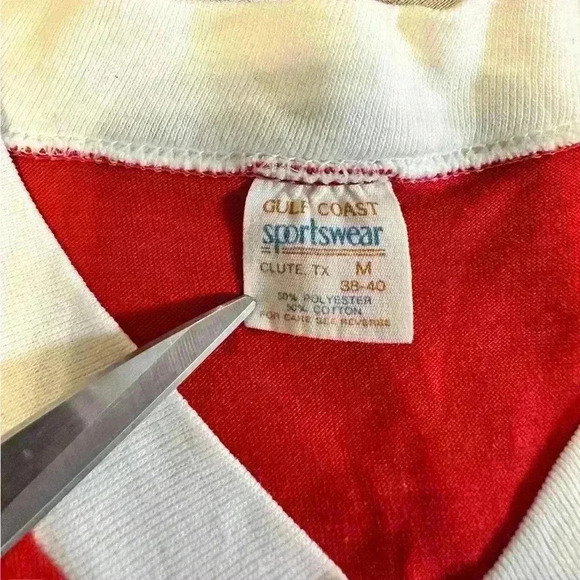 GULF COAST
sportswear
CLUTE, TX M
38-40
50% POLYESTER
50% COTTON
FOR CARE SEE REVERSE